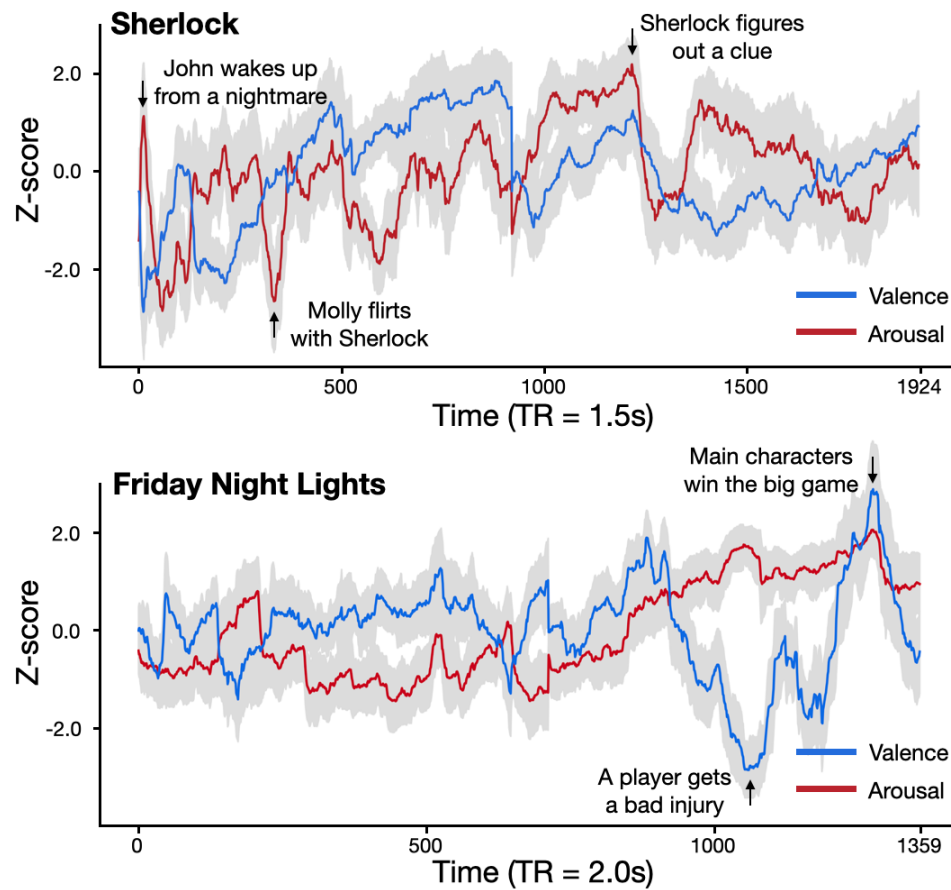 Sherlock
Sherlock figures
out a clue
John wakes up
from a nightmare
2.0
0.0
-2.0
Z-score
Molly flirts
with Sherlock
Valence
Arousal
0
500
1000
1500
1924
Time (TR = 1.5s)
Friday Night Lights
Main characters
win the big game
2.0
0.0
-2.0
Z-score
A player gets
a bad injury
Valence
Arousal
0
500
1000
1359
Time (TR = 2.0s)